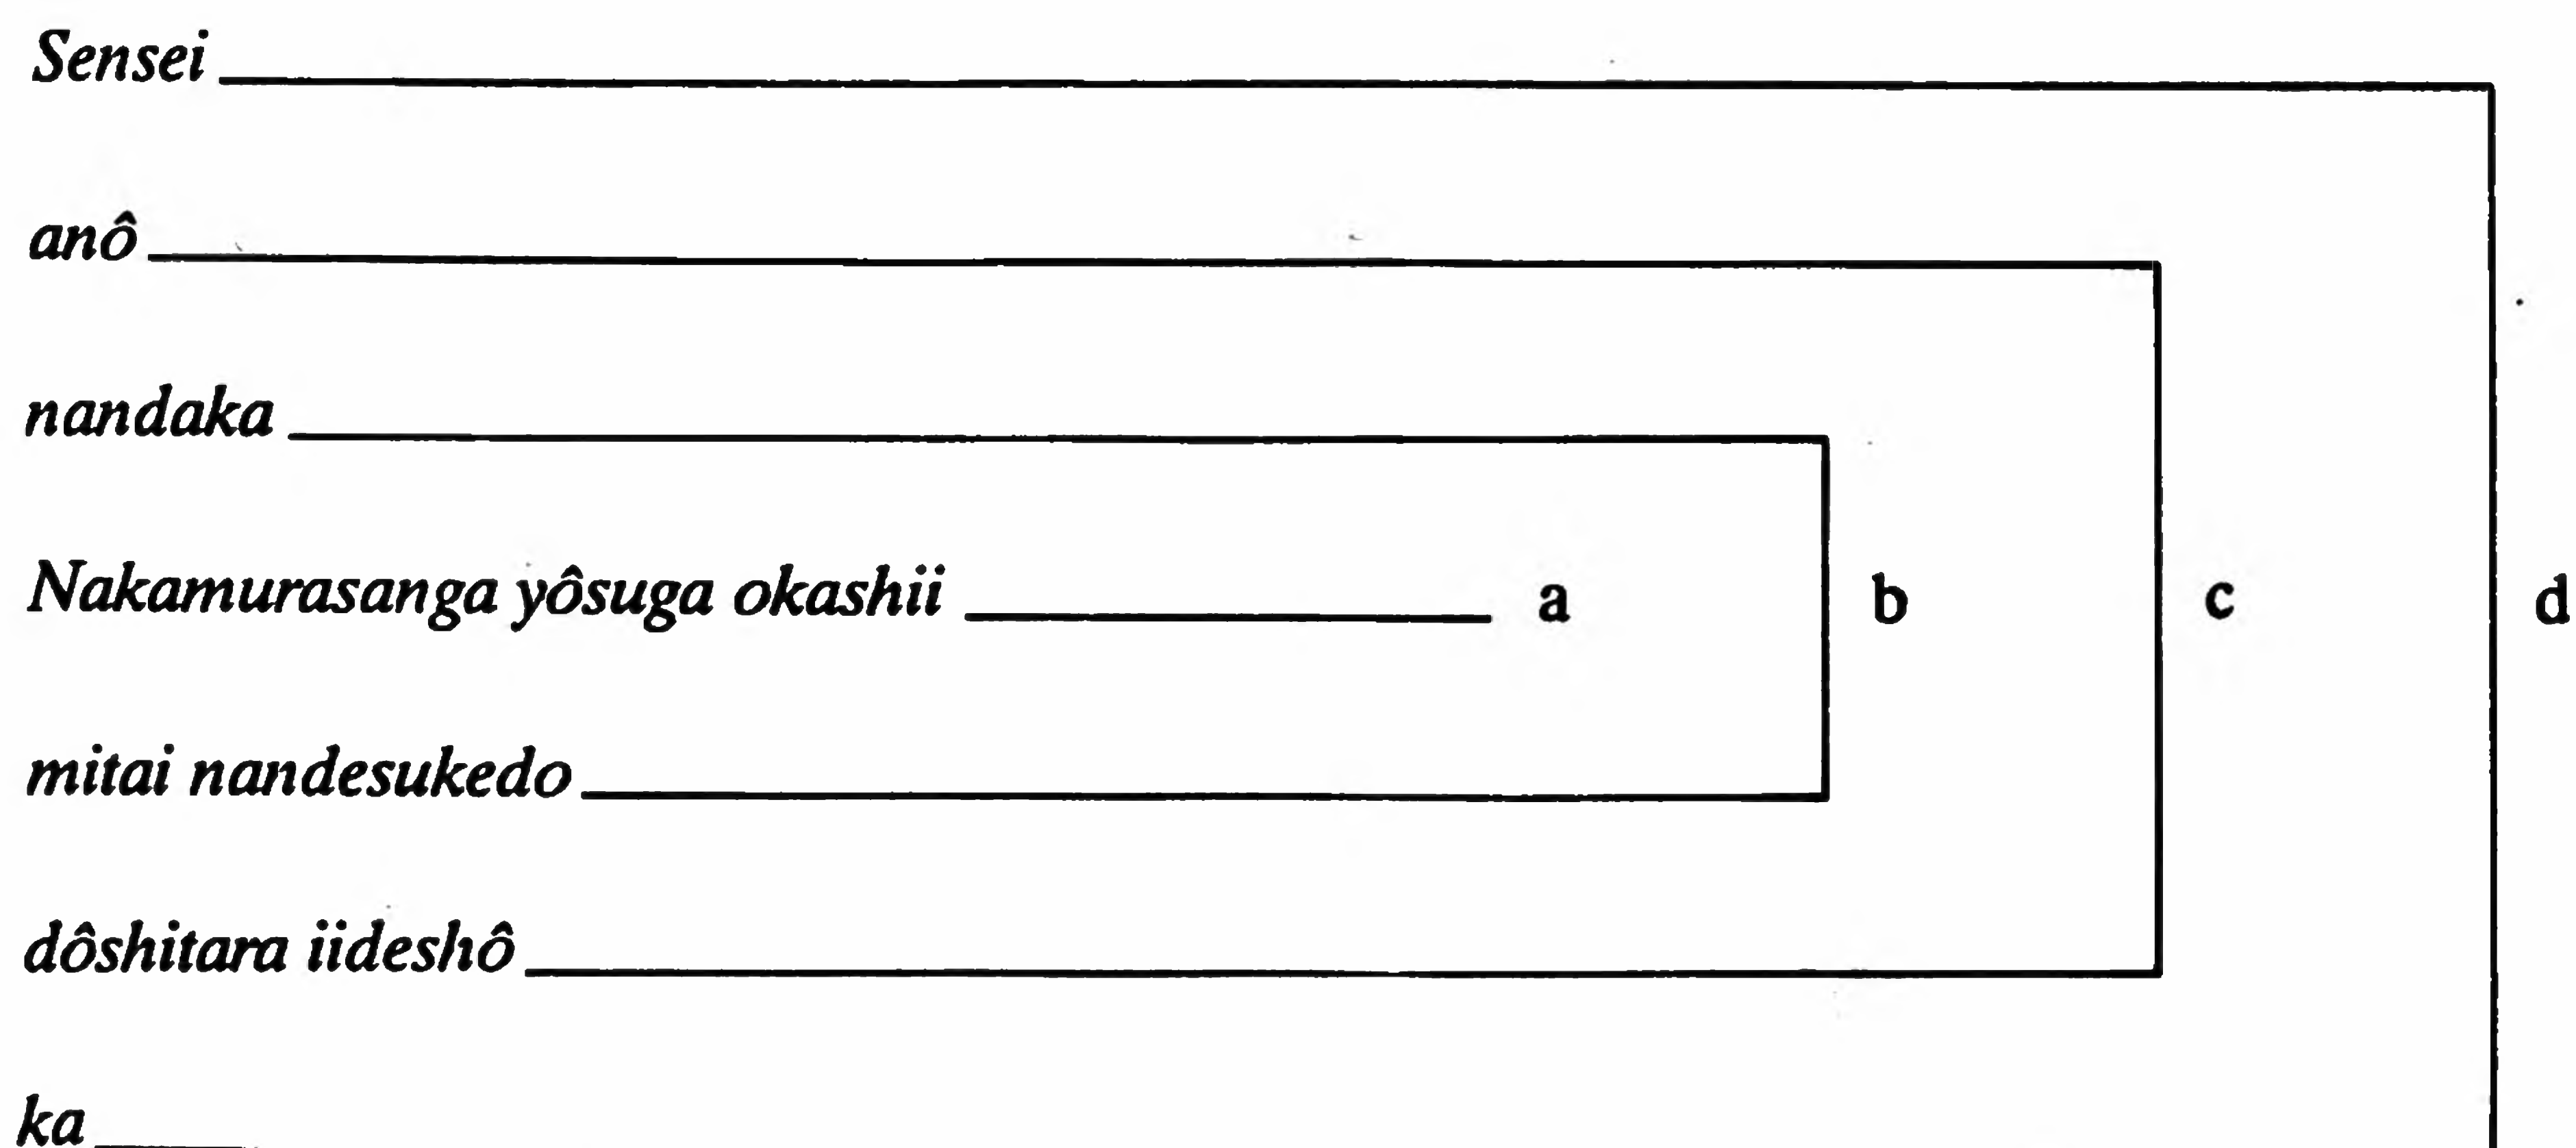 Sensei
anô
nandaka
Nakamurasanga yôsuga okashii a b c d
mitai nandesukedo
dôshitara iideshô
ka